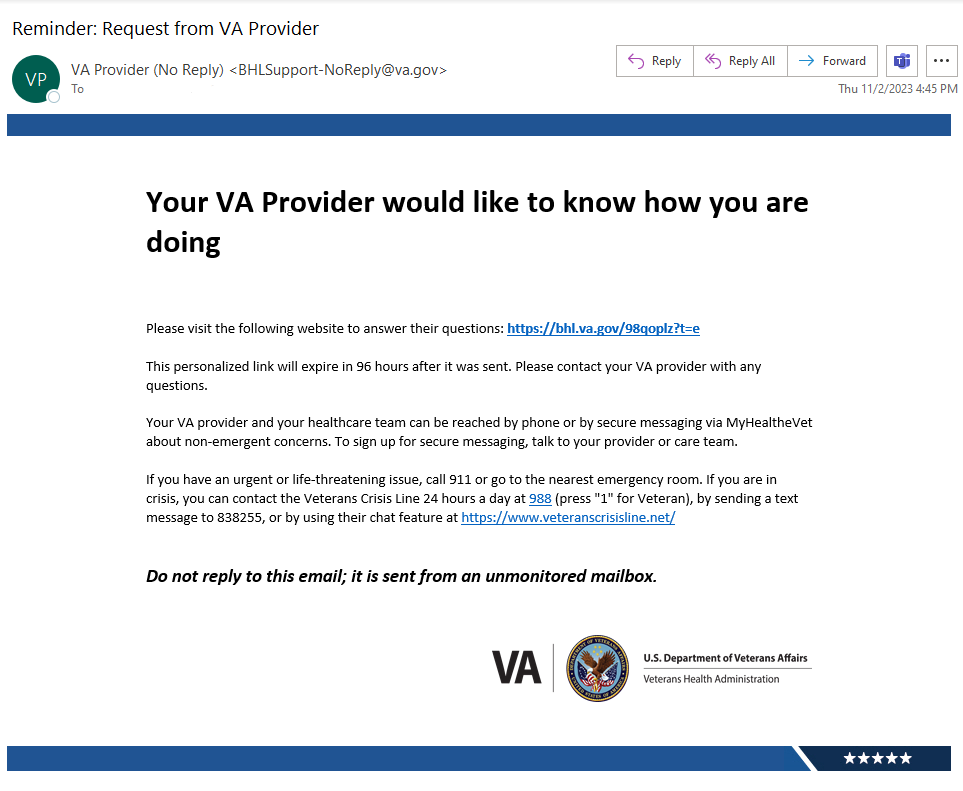 Reminder: Request from VA Provider
VP
VA Provider (No Reply) <BHLSupport-NoReply@va.gov>
To
Reply
Reply All
Forward
Thu 11/2/2023 4:45 PM
Your VA Provider would like to know how you are
doing
Please visit the following website to answer their questions: https://bhl.va.gov/98qoplz?t=e
This personalized link will expire in 96 hours after it was sent. Please contact your VA provider with any
questions.
Your VA provider and your healthcare team can be reached by phone or by secure messaging via MyHealtheVet
about non-emergent concerns. To sign up for secure messaging, talk to your provider or care team.
If you have an urgent or life-threatening issue, call 911 or go to the nearest emergency room. If you are in
crisis, you can contact the Veterans Crisis Line 24 hours a day at 988 (press "1" for Veteran), by sending a text
message to 838255, or by using their chat feature at https://www.veteranscrisisline.net/
Do not reply to this email; it is sent from an unmonitored mailbox.
VA
U.S. Department of Veterans Affairs
Veterans Health Administration